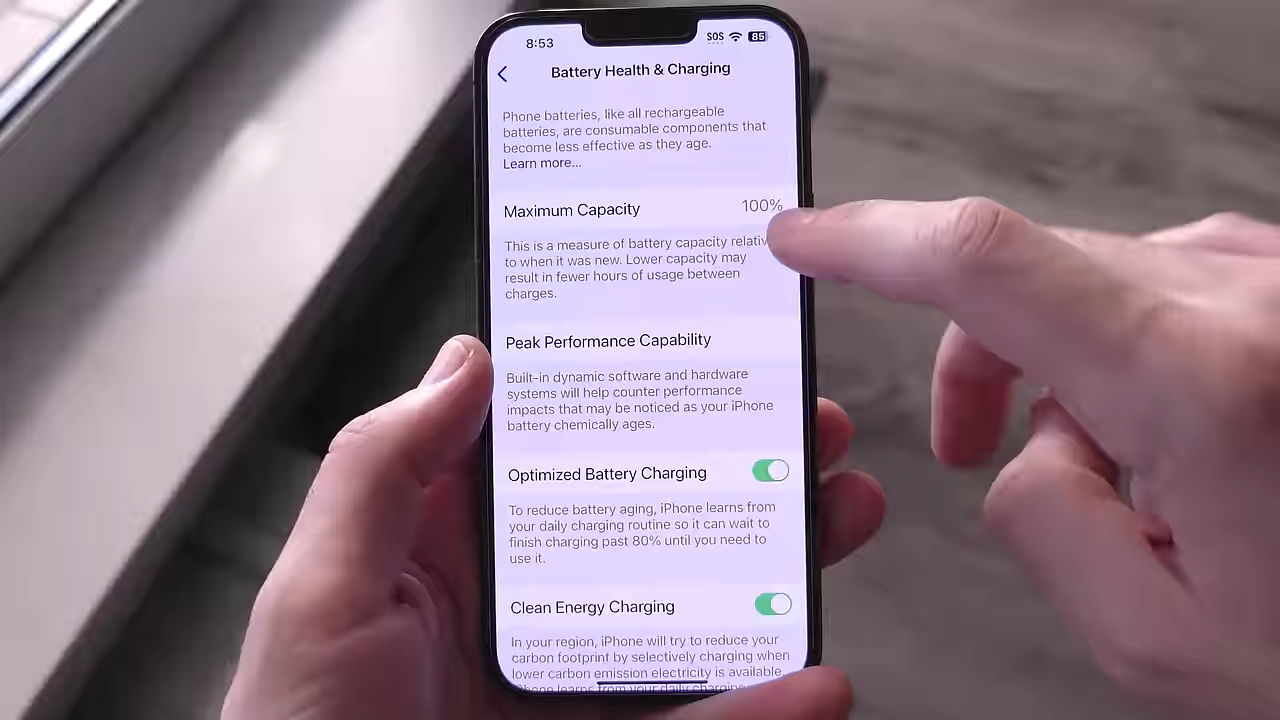 8:53 SOS 85
Battery Health & Charging
Phone batteries, like all rechargeable
batteries, are consumable components that
become less effective as they age.
Learn more...
Maximum Capacity 100%
This is a measure of battery capacity
to when it was new. Lower capacity may
result in fewer hours of usage between
charges.
Peak Performance Capability
Built-in dynamic software and hardware
systems will help counter performance
impacts that may be noticed as your iPhone
battery chemically ages.
Optimized Battery Charging
To reduce battery aging, iPhone learns from
your daily charging routine so it can wait to
finish charging past 80% until you need to
use it.
Clean Energy Charging
In your region, iPhone will try to reduce your
carbon footprint by selectively charging when
lower carbon emission electricity is available.
iPhone learns from your daily charging